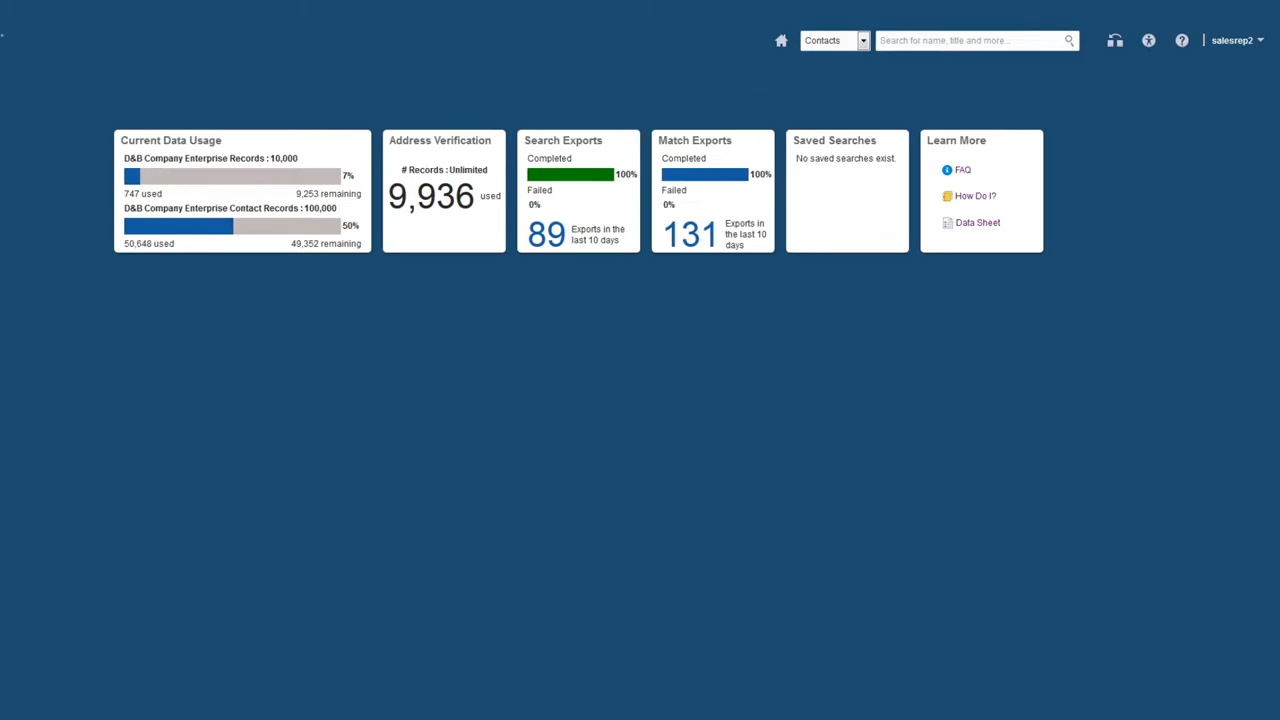 Contacts
Search for name, title and more...
salesrep2
Current Data Usage
D&B Company Enterprise Records : 10,000
7%
747 used
9,253 remaining
D&B Company Enterprise Contact Records : 100,000
50%
50,648 used
49,352 remaining
Address Verification
# Records : Unlimited
9,936 used
Search Exports
Completed
100%
Failed
0%
89 Exports in the
last 10 days
Match Exports
Completed
100%
Failed
0%
131 Exports in
the last 10
days
Saved Searches
No saved searches exist.
Learn More
FAQ
How Do I?
Data Sheet